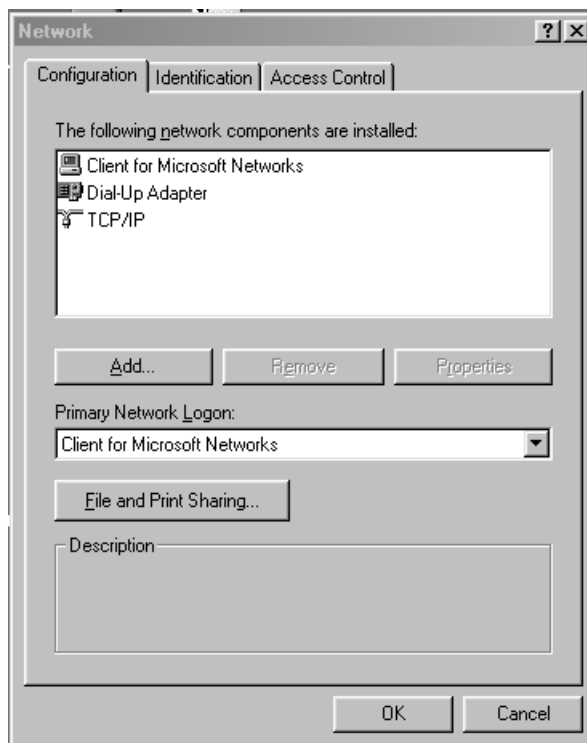 Network
Configuration Identification Access Control
The following network components are installed:
Client for Microsoft Networks
Dial-Up Adapter
TCP/IP
Add... Remove Properties
Primary Network Logon:
Client for Microsoft Networks
File and Print Sharing...
Description
OK Cancel